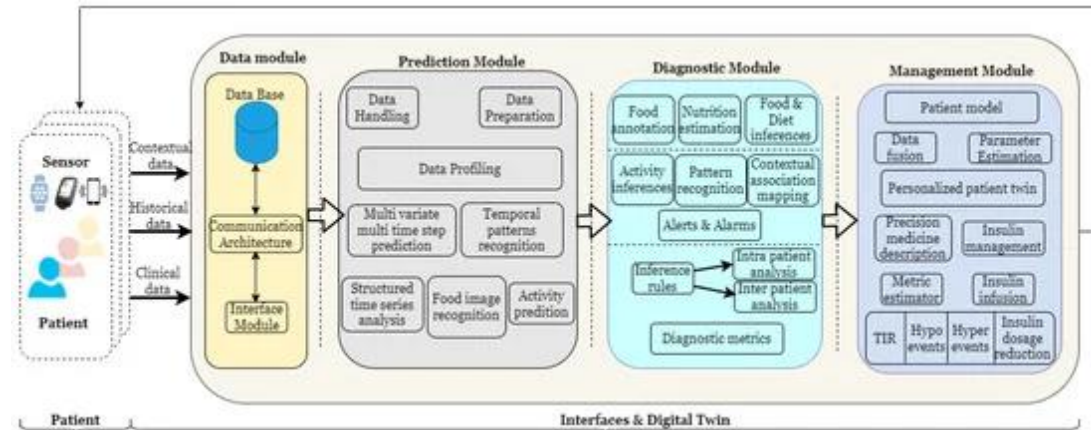 Data module
Prediction Module
Diagnostic Module
Management Module
Sensor
Patient
Contextual
data
Historical
data
Clinical
data
Data Base
Communication
Architecture
Interface
Module
Data
Handling
Data
Preparation
Data Profiling
Multi variate
multi time step
prediction
Temporal
patterns
recognition
Structured
time series
analysis
Food image
recognition
Activity
predition
Food
annotation
Nutrition
estimation
Food &
Diet
inferences
Activity
inferences
Pattern
recognition
Contextual
association
mapping
Alerts & Alarms
Inference
rules
Intra patient
analysis
Inter patient
analysis
Diagnostic metrics
Patient model
Data
fusion
Parameter
Estimation
Personalized patient twin
Precision
medicine
description
Insulin
management
Metric
estimator
Insulin
infusion
TIR
Hypo
events
Hyper
events
Insulin
dosage
reduction
Patient
Interfaces & Digital Twin